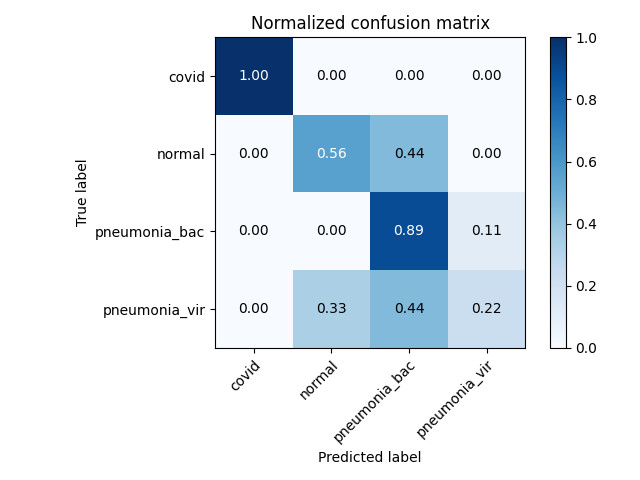 Normalized confusion matrix
True label
covid 1.00 0.00 0.00 0.00
normal 0.00 0.56 0.44 0.00
pneumonia_bac 0.00 0.00 0.89 0.11
pneumonia_vir 0.00 0.33 0.44 0.22
covid normal pneumonia_bac pneumonia_vir
Predicted label
1.0
0.8
0.6
0.4
0.2
0.0